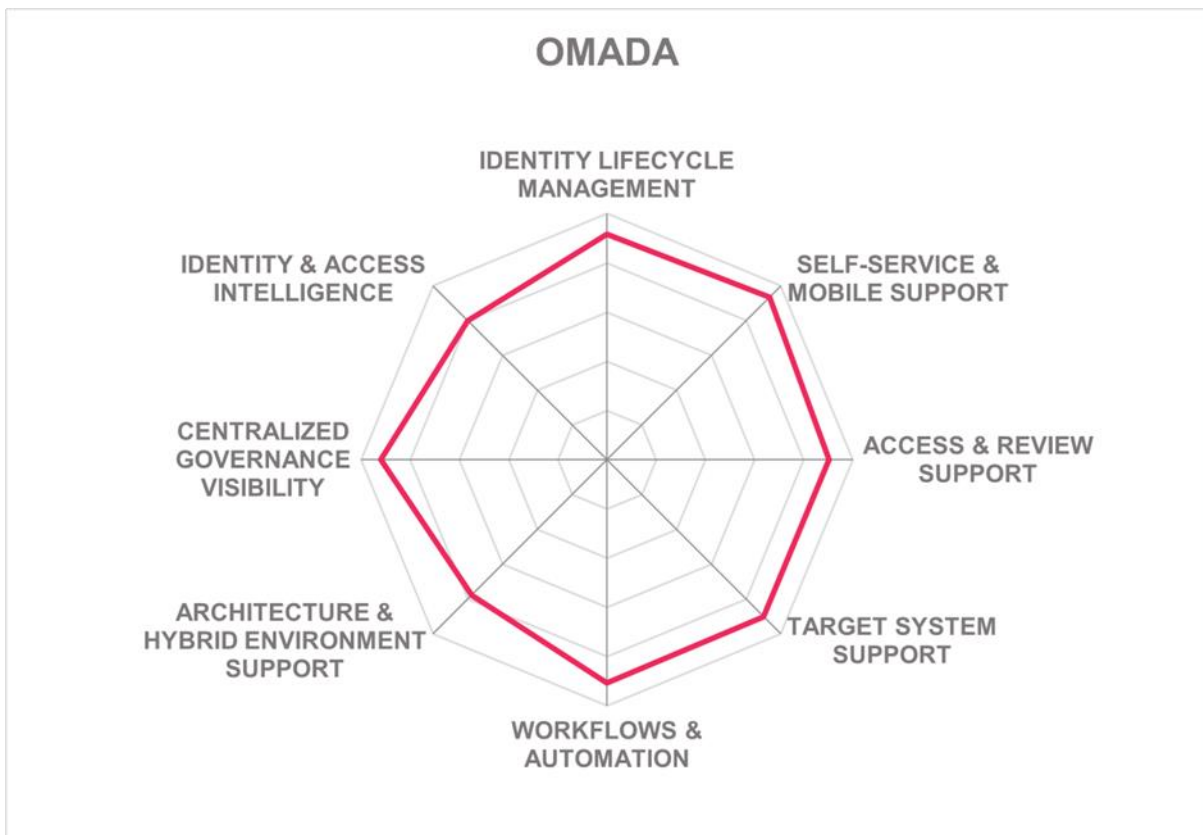 OMADA
IDENTITY LIFECYCLE
MANAGEMENT
IDENTITY & ACCESS
INTELLIGENCE
SELF-SERVICE &
MOBILE SUPPORT
CENTRALIZED
GOVERNANCE
VISIBILITY
ACCESS & REVIEW
SUPPORT
ARCHITECTURE &
HYBRID ENVIRONMENT
SUPPORT
TARGET SYSTEM
SUPPORT
WORKFLOWS &
AUTOMATION